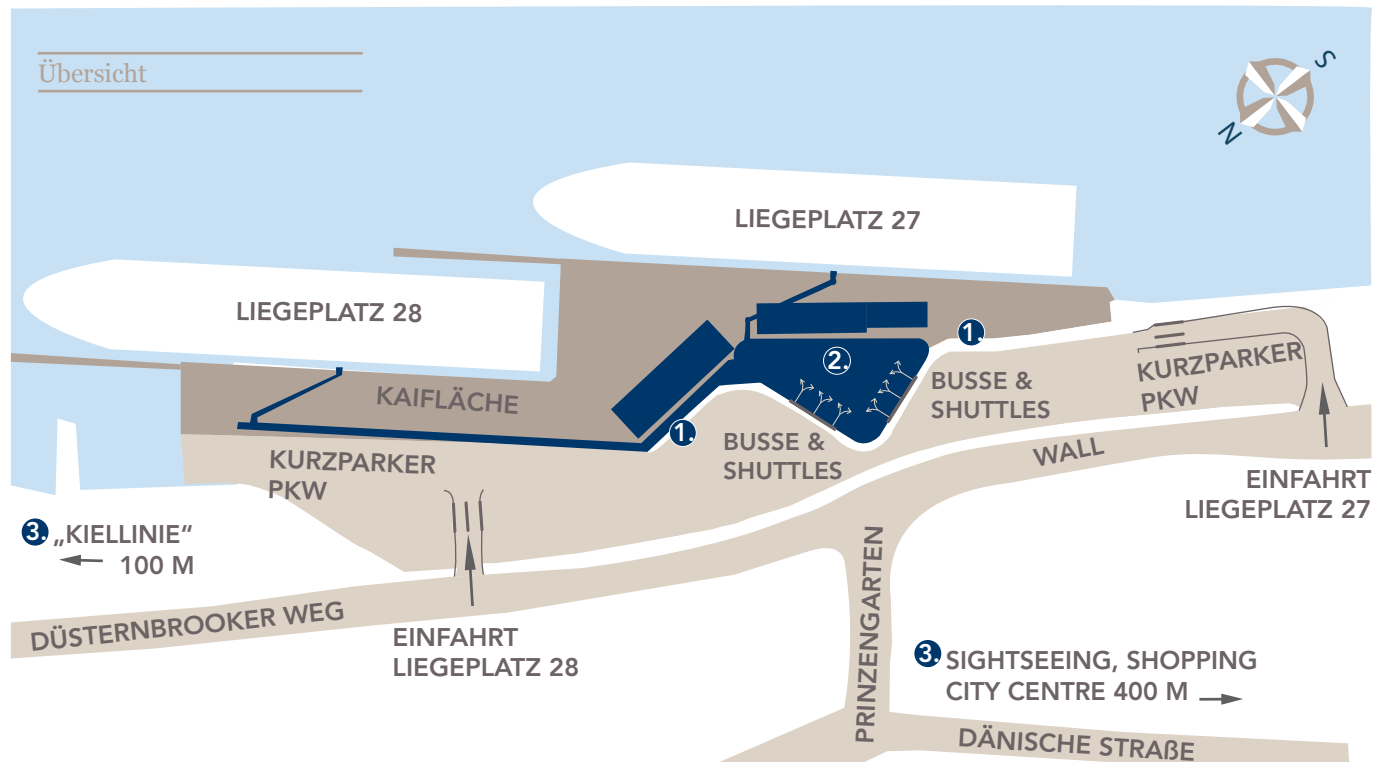 Übersicht
S
N
LIEGEPLATZ 27
LIEGEPLATZ 28
1.
2.
KURZPARKER
PKW
BUSSE &
SHUTTLES
KAIFLÄCHE
1.
BUSSE &
SHUTTLES
WALL
KURZPARKER
PKW
EINFAHRT
LIEGEPLATZ 27
3. „KIELLINIE“
100 M
PRINZENGARTEN
DÜSTERNBROOKER WEG
EINFAHRT
LIEGEPLATZ 28
3. SIGHTSEEING, SHOPPING
CITY CENTRE 400 M
DÄNISCHE STRAßE